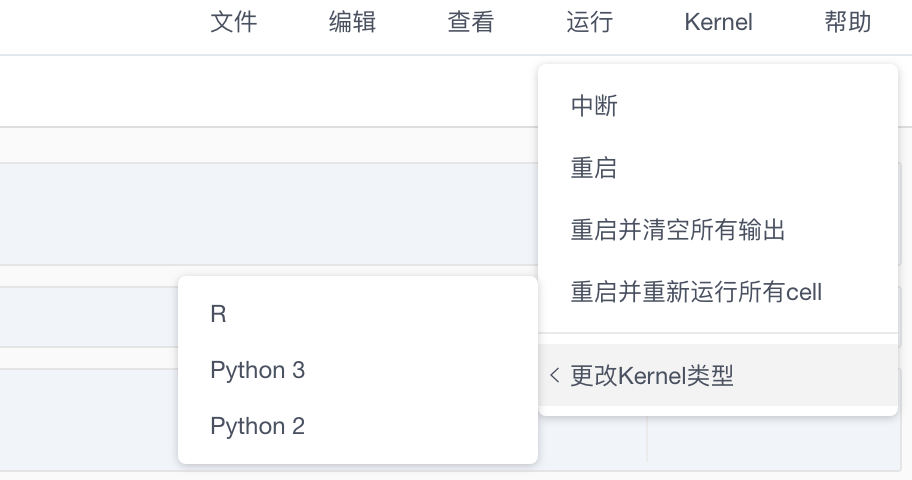 文件 编辑 查看 运行 Kernel 帮助
中断
重启
重启并清空所有输出
重启并重新运行所有cell
更改Kernel类型
R
Python 3
Python 2